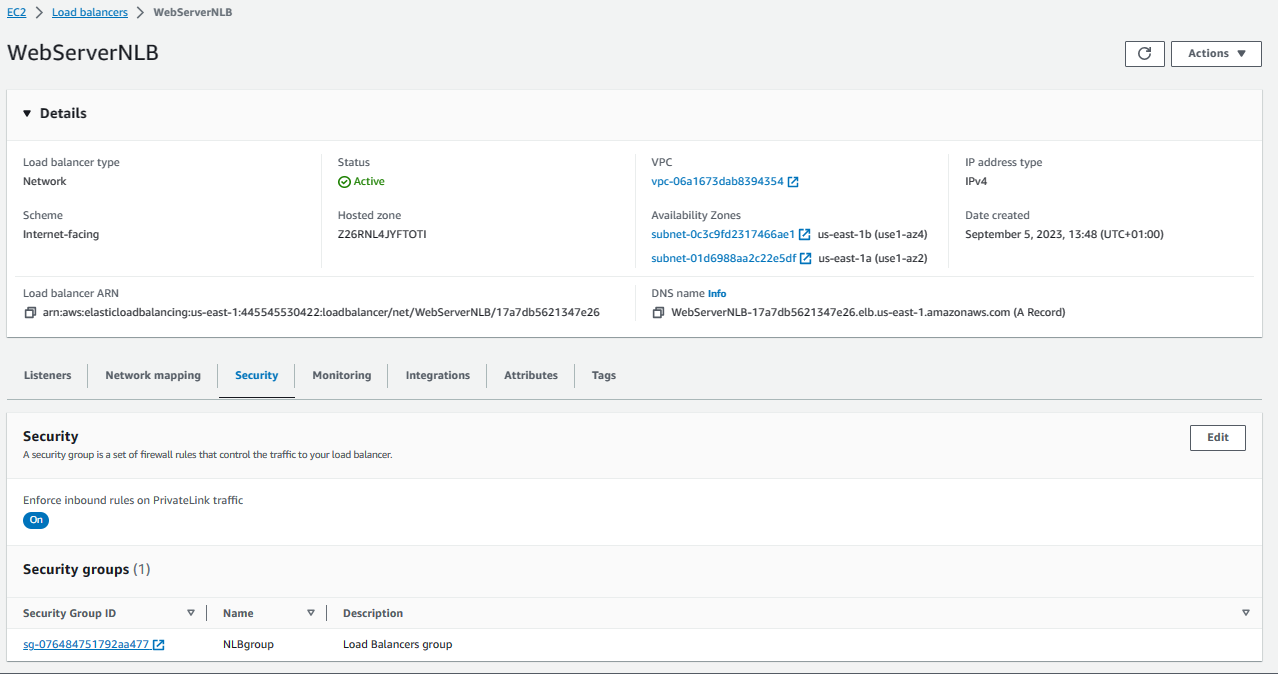 EC2 > Load balancers > WebServerNLB
WebServerNLB
Actions
Details
Load balancer type
Network
Status
Active
VPC
vpc-06a1673dab8394354
IP address type
IPv4
Scheme
Internet-facing
Hosted zone
Z26RNL4JYFTOTI
Availability Zones
subnet-0c3c9fd2317466ae1 us-east-1b (use1-az4)
subnet-01d6988aa2c22e5df us-east-1a (use1-az2)
Date created
September 5, 2023, 13:48 (UTC+01:00)
Load balancer ARN
arn:aws:elasticloadbalancing:us-east-1:445545530422:loadbalancer/net/WebServerNLB/17a7db5621347e26
DNS name Info
WebServerNLB-17a7db5621347e26.elb.us-east-1.amazonaws.com (A Record)
Listeners Network mapping Security Monitoring Integrations Attributes Tags
Security
Edit
A security group is a set of firewall rules that control the traffic to your load balancer.
Enforce inbound rules on PrivateLink traffic
On
Security groups (1)
Security Group ID Name Description
sg-076484751792aa477 NLBgroup Load Balancers group